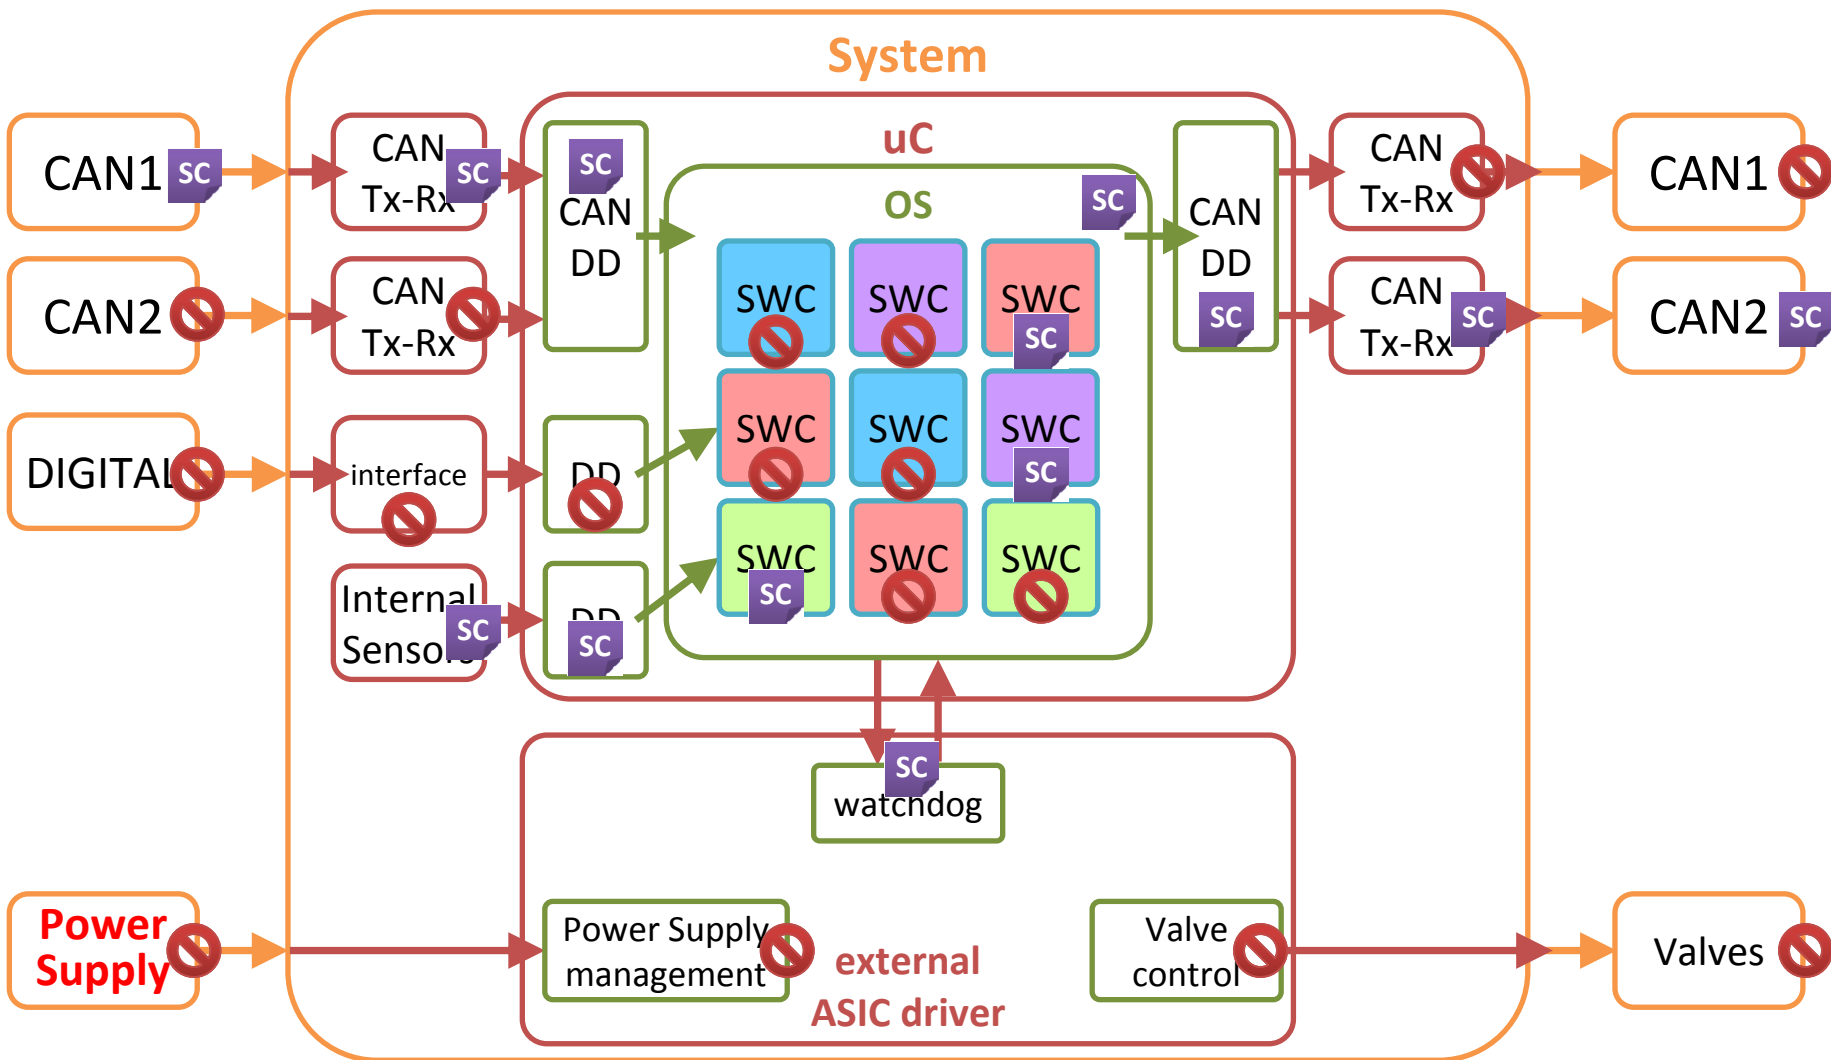 System
uC
OS
CAN1
SC
CAN
Tx-Rx
SC
SC
CAN
DD
SC
CAN
DD
SC
CAN
Tx-Rx
CAN1
CAN2
CAN
Tx-Rx
CAN
Tx-Rx
SC
CAN2
SC
SWC
SWC
SWC
SC
DIGITAL
interface
DD
SWC
SWC
SWC
SC
Internal
Sensors
SC
DD
SC
SWC
SC
SWC
SWC
SC
watchdog
Power
Supply
Power Supply
management
external
ASIC driver
Valve
control
Valves